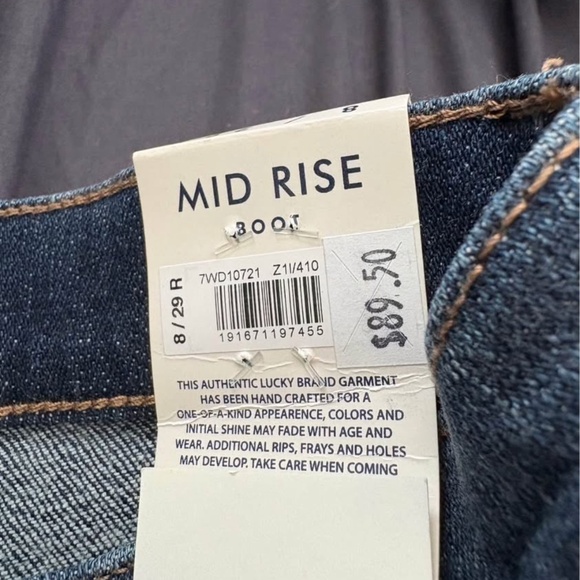 8
MID RISE
BOOT
8 / 29 R
7WD10721 Z1I/410
191671197455
$89.50
THIS AUTHENTIC LUCKY BRAND GARMENT
HAS BEEN HAND CRAFTED FOR A
ONE-OF-A-KIND APPEARENCE, COLORS AND
INITIAL SHINE MAY FADE WITH AGE AND
WEAR. ADDITIONAL RIPS, FRAYS AND HOLES
MAY DEVELOP. TAKE CARE WHEN COMING